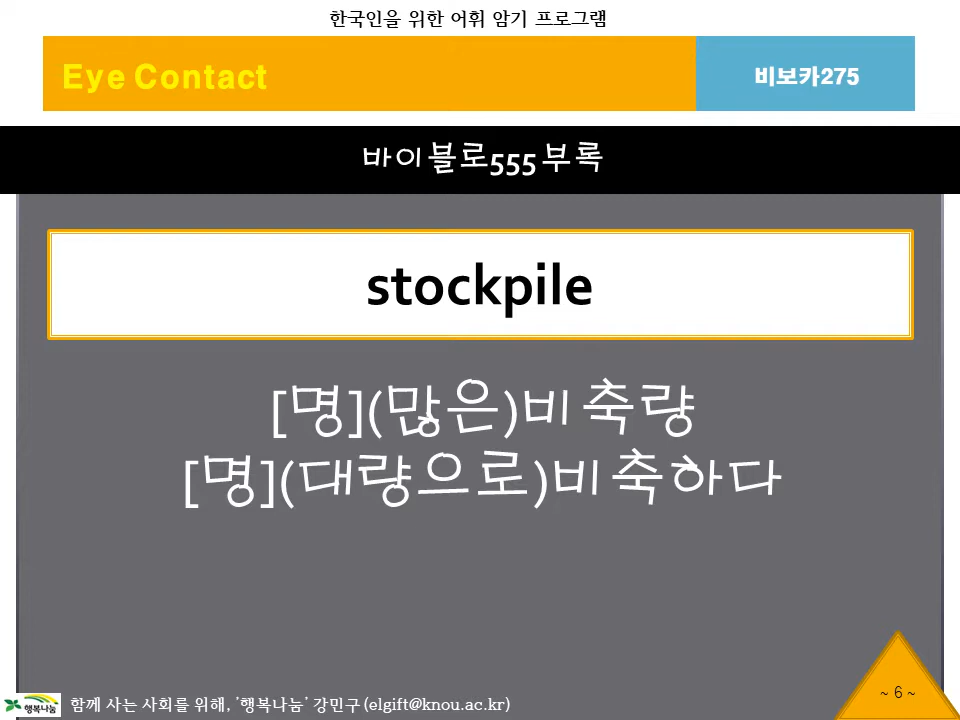 한국인을 위한 어휘 암기 프로그램
Eye Contact
비보카275
바이블로555부록
stockpile
[명](많은)비축량
[명](대량으로)비축하다
~ 6 ~
행복나눔
함께 사는 사회를 위해, '행복나눔' 강민구(elgift@knou.ac.kr)